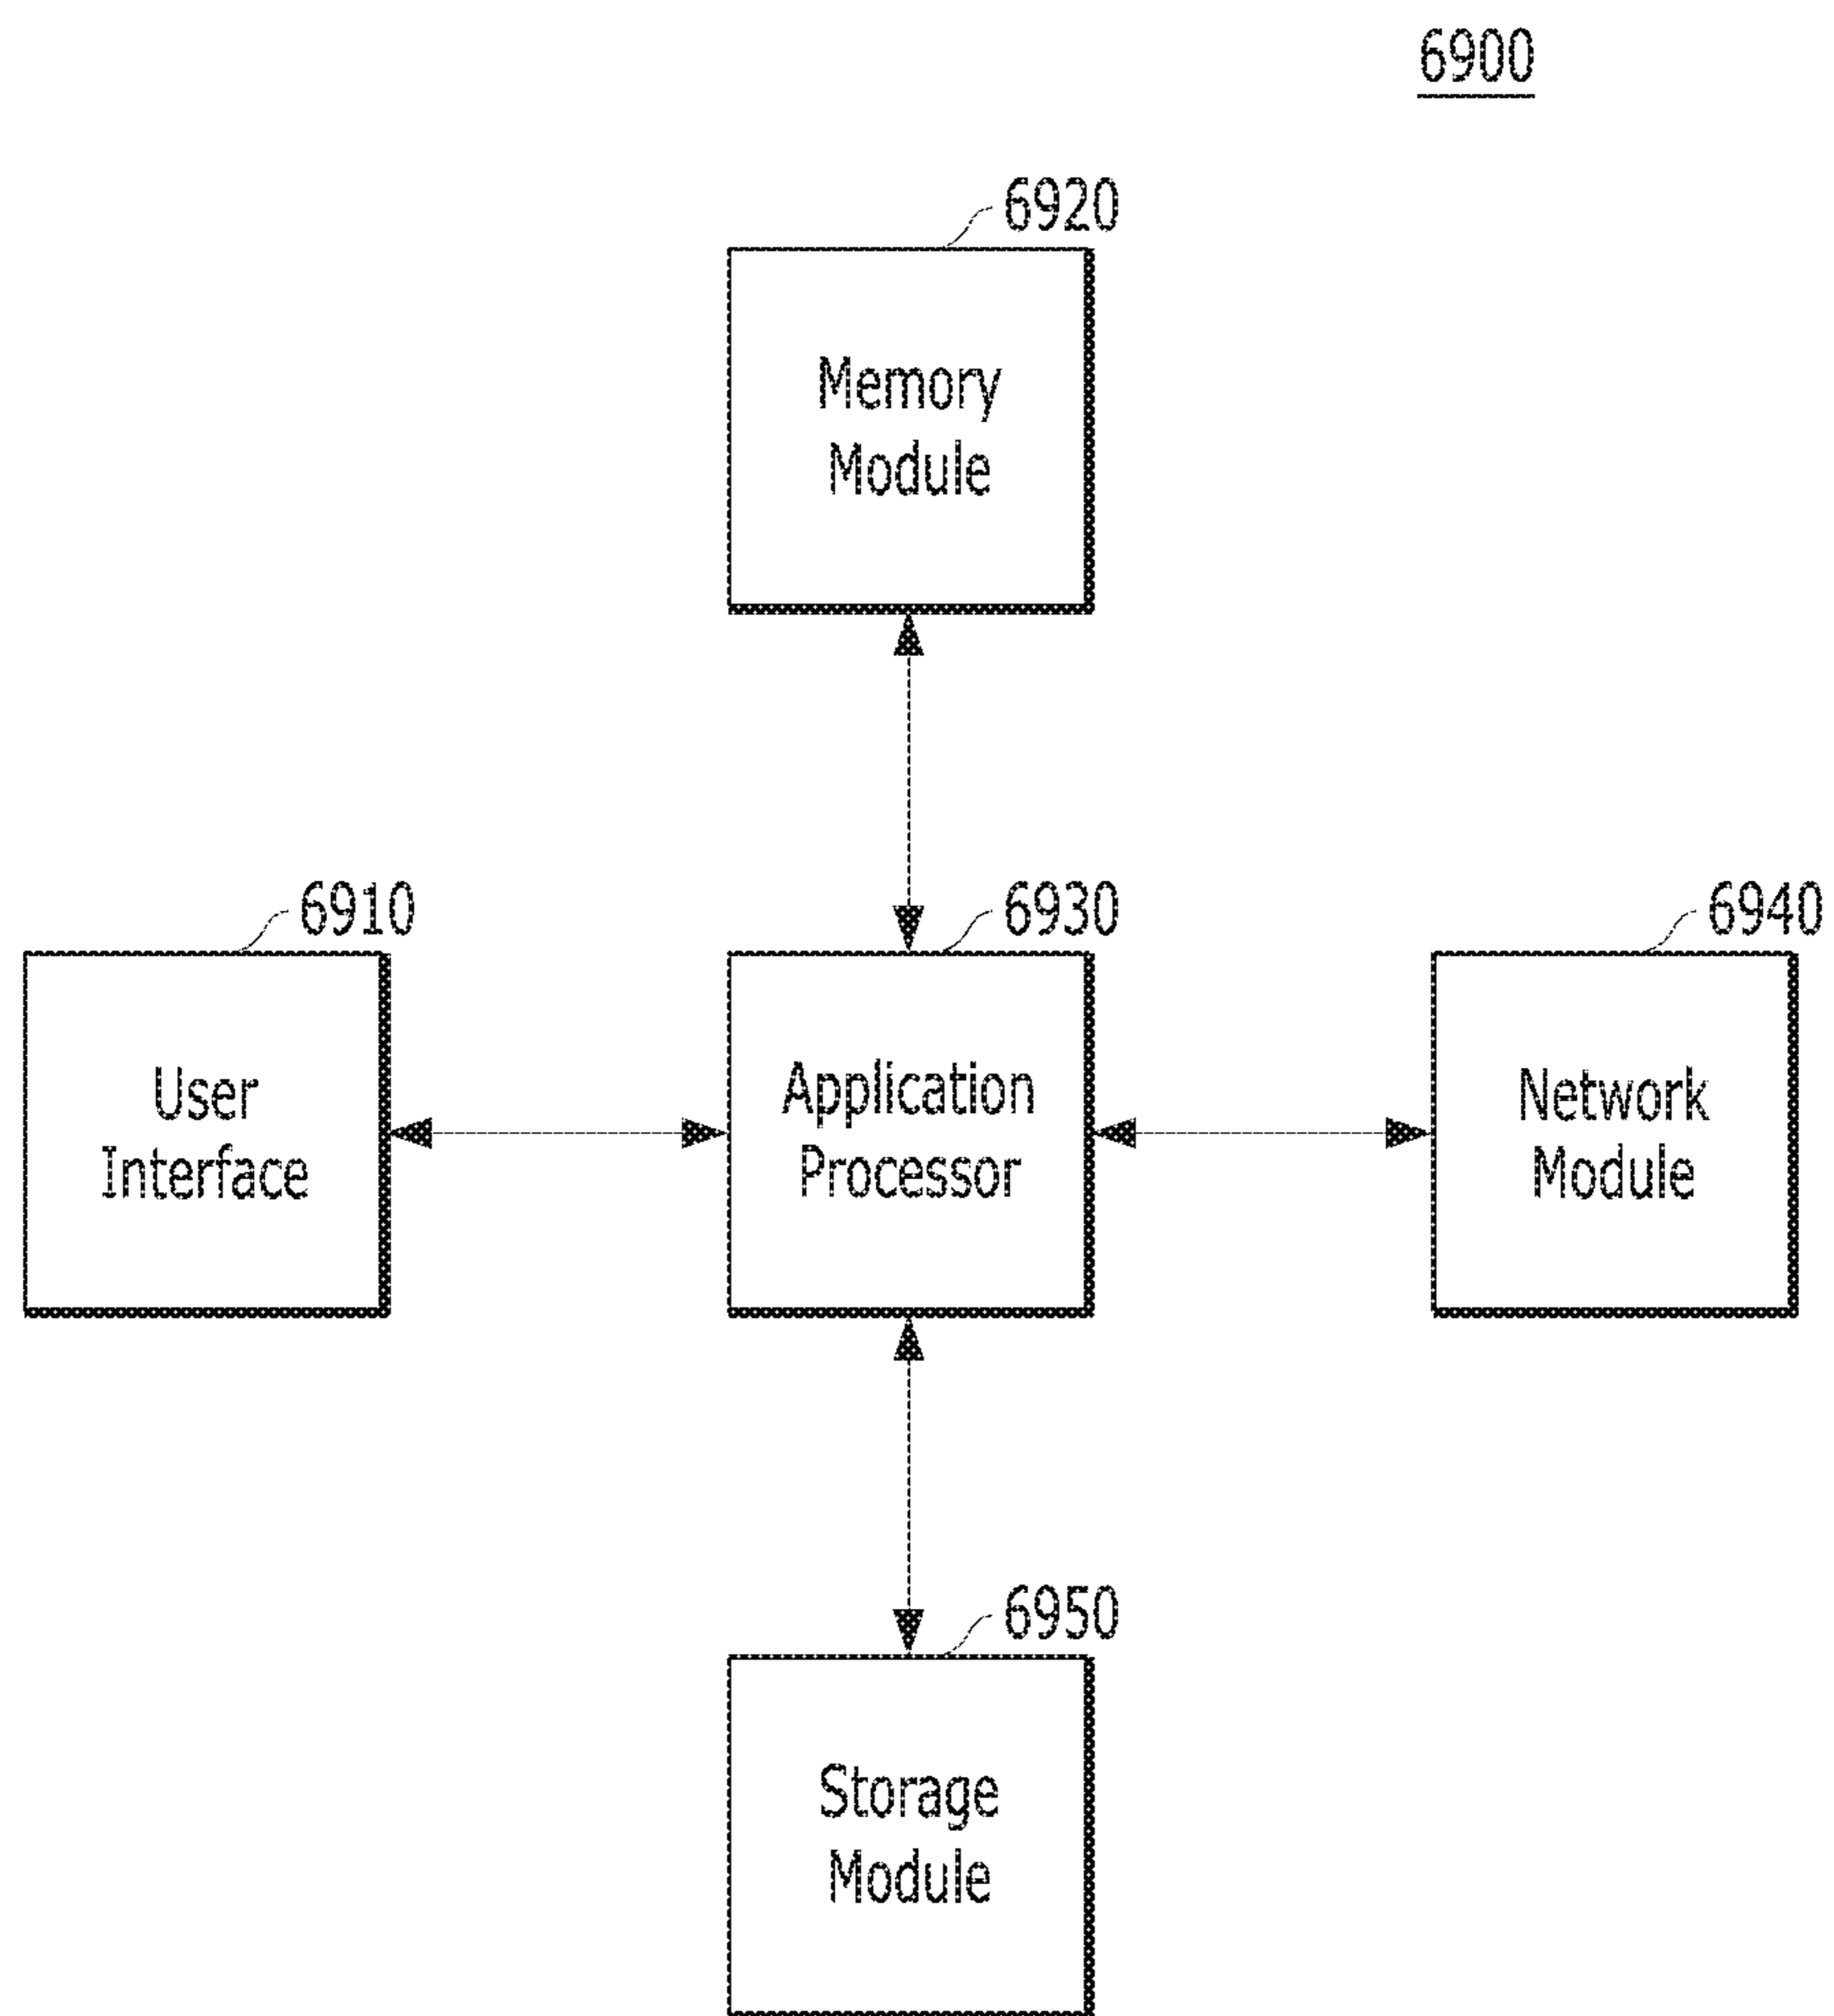 6900
6920
Memory
Module
6910
6930
6940
User
Interface
Application
Processor
Network
Module
6950
Storage
Module